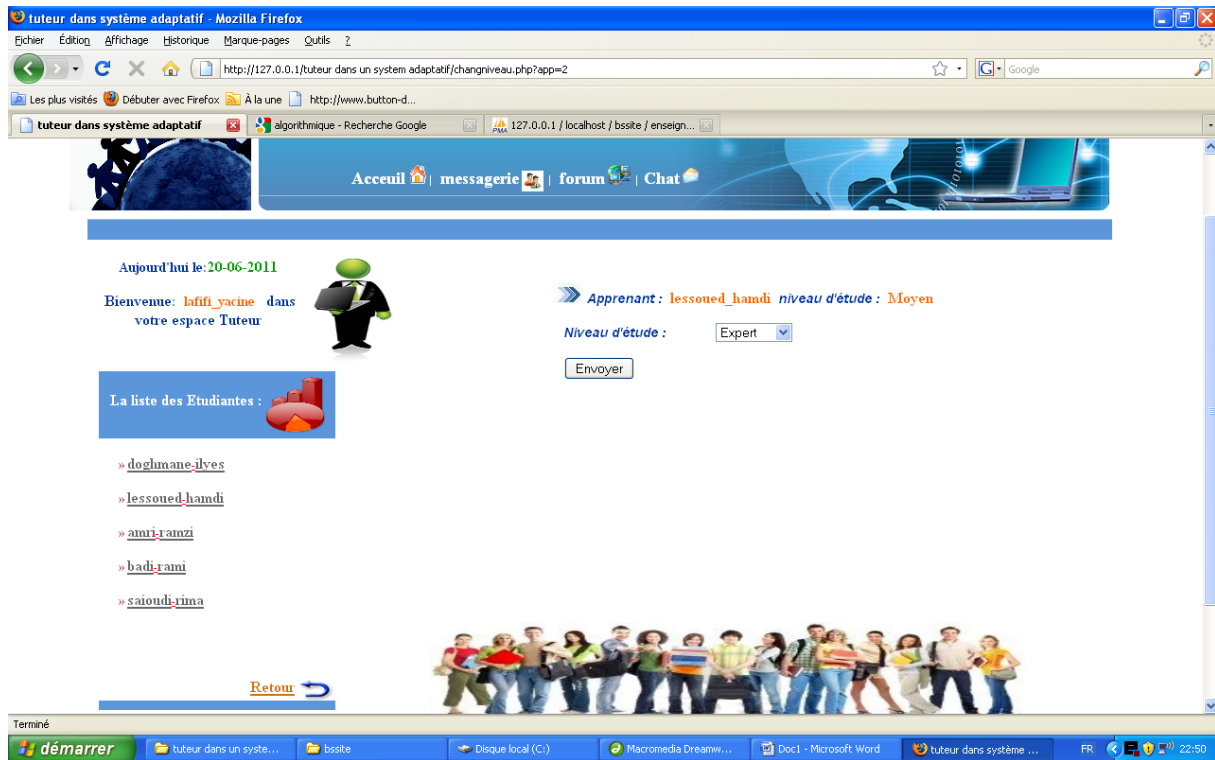 tuteur dans système adaptatif - Mozilla Firefox
Eichier Édition Affichage Historique Marque-pages Outils ?
http://127.0.0.1/tuteur dans un system adaptatif/changniveau.php?app=2
Google
Les plus visités Débuter avec Firefox À la une http://www.button-d...
tuteur dans système adaptatif algorithmique - Recherche Google 127.0.0.1 / localhost / bssite / enseign...
Acceuil | messagerie | forum | Chat
Aujourd'hui le:20-06-2011
Bienvenue: lafifi_yacine dans
votre espace Tuteur
Apprenant : lessoued_hamdi niveau d'étude : Moyen
Niveau d'étude : Expert
Envoyer
La liste des Etudiantes :
» doghmane-ilyes
» lessoued-hamdi
» amri-ramzi
» badi-rami
» saioudi-rima
Retour
Terminé
démarrer tuteur dans un syste... bssite Disque local (C:) Macromedia Dreamw... Doc1 - Microsoft Word tuteur dans système ... FR 22:50